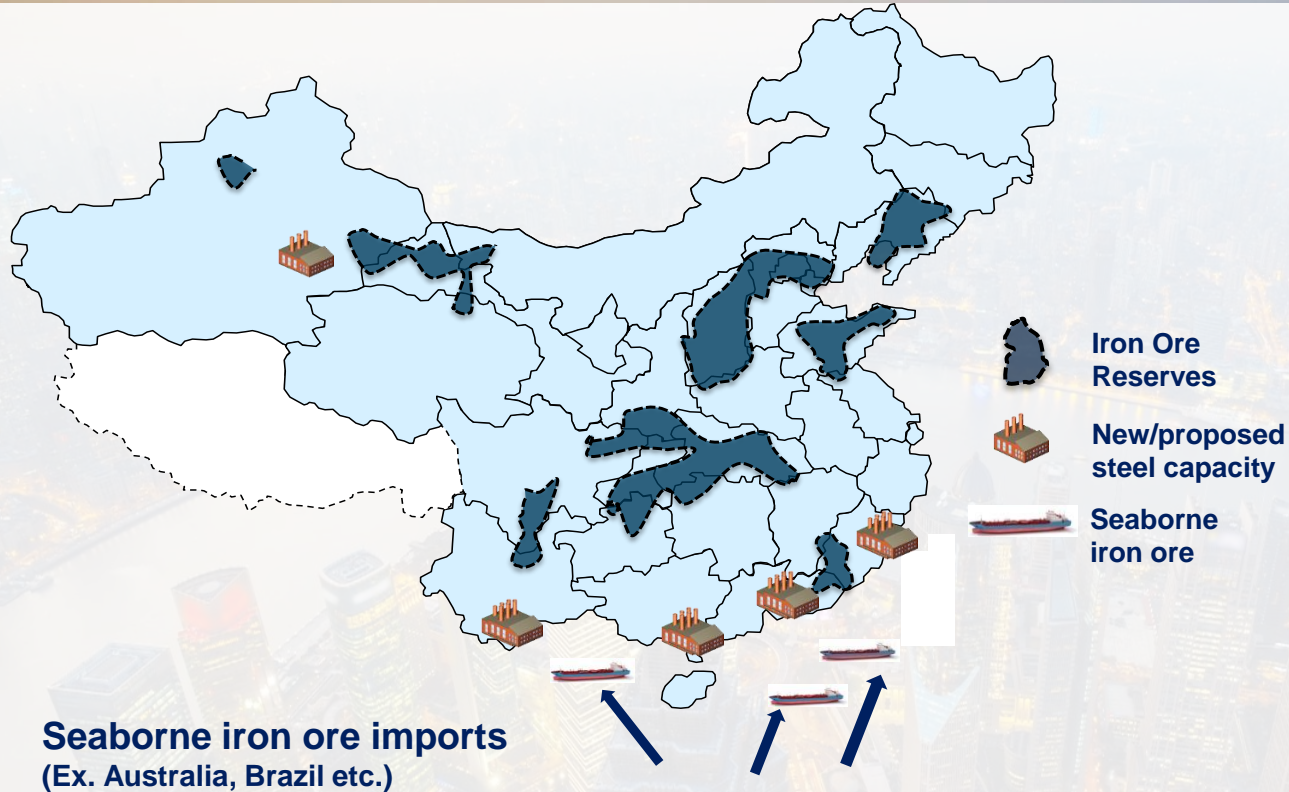 Iron Ore
Reserves
New/proposed
steel capacity
Seaborne
iron ore
Seaborne iron ore imports
(Ex. Australia, Brazil etc.)